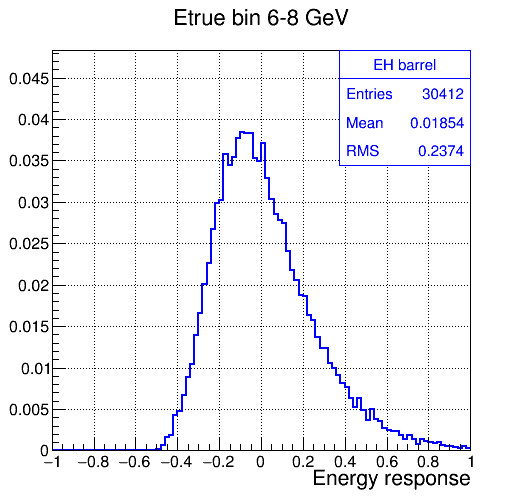 Etrue bin 6-8 GeV
EH barrel
Entries 30412
Mean 0.01854
RMS 0.2374
0.045
0.04
0.035
0.03
0.025
0.02
0.015
0.01
0.005
0
−1 −0.8 −0.6 −0.4 −0.2 0 0.2 0.4 0.6 0.8 1
Energy response